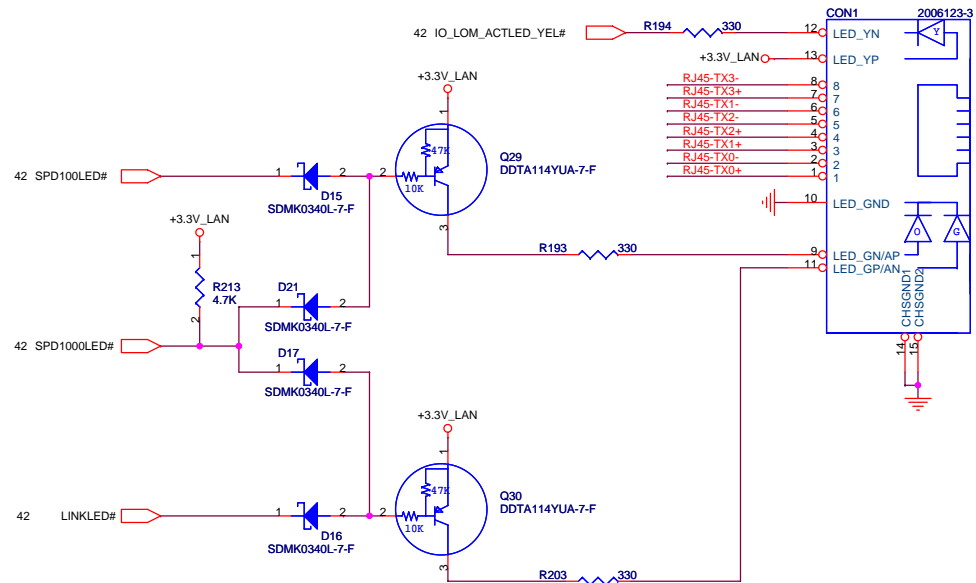 CON1 2006123-3
42 IO_LOM_ACTLED_YEL# R194 330 12 LED_YN Y
+3.3V_LAN 13 LED_YP
RJ45-TX3- 8 8
RJ45-TX3+ 7 7
RJ45-TX1- 6 6
RJ45-TX2- 5 5
RJ45-TX2+ 4 4
RJ45-TX1+ 3 3
RJ45-TX0- 2 2
RJ45-TX0+ 1 1
10 LED_GND
O G
9 LED_GN/AP
11 LED_GP/AN
CHSGND1
CHSGND2
14
15
+3.3V_LAN
1
47K
10K
Q29
DDTA114YUA-7-F
3
R193 330
42 SPD100LED# 1 2 2
D15
SDMK0340L-7-F
+3.3V_LAN
1
R213
4.7K
2
D21
1 2
SDMK0340L-7-F
42 SPD1000LED#
D17
1 2
SDMK0340L-7-F
+3.3V_LAN
1
47K
10K
Q30
DDTA114YUA-7-F
3
42 LINKLED# 1 2 2
D16
SDMK0340L-7-F
R203 330